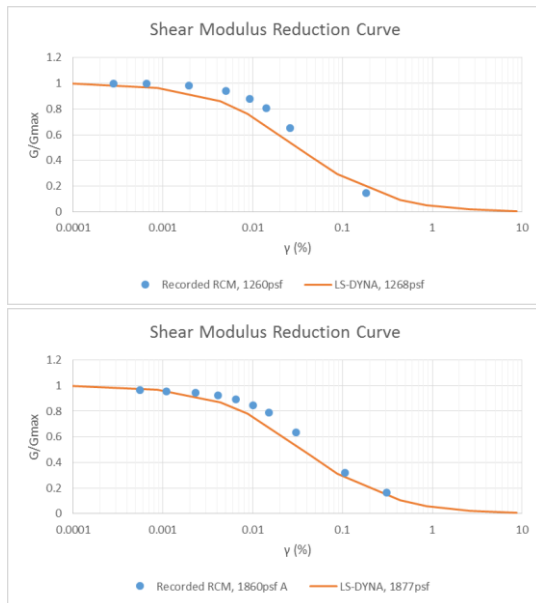 Shear Modulus Reduction Curve
1.2
1
0.8
0.6
0.4
0.2
0
G/Gmax
0.0001 0.001 0.01 0.1 1 10
γ (%)
Recorded RCM, 1260psf LS-DYNA, 1268psf
Shear Modulus Reduction Curve
1.2
1
0.8
0.6
0.4
0.2
0
G/Gmax
0.0001 0.001 0.01 0.1 1 10
γ (%)
Recorded RCM, 1860psf A LS-DYNA, 1877psf